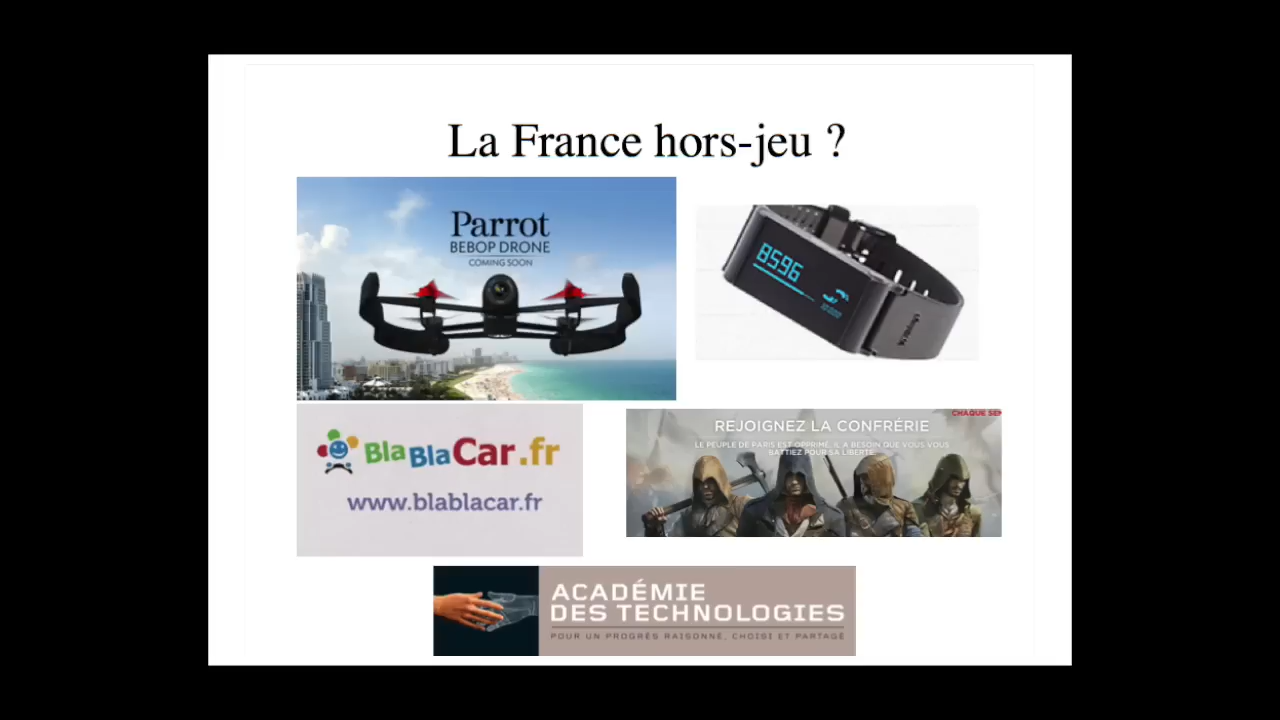 La France hors-jeu ?
Parrot
BEBOP DRONE
COMING SOON
8596
BlaBlaCar.fr
www.blablacar.fr
CHAQUE SEM
REJOIGNEZ LA CONFRÉRIE
LE PEUPLE DE PARIS EST OPPRIMÉ, IL A BESOIN QUE VOUS VOUS
BATTIEZ POUR SA LIBERTÉ.
ACADÉMIE
DES TECHNOLOGIES
POUR UN PROGRÈS RAISONNÉ, CHOISI ET PARTAGÉ